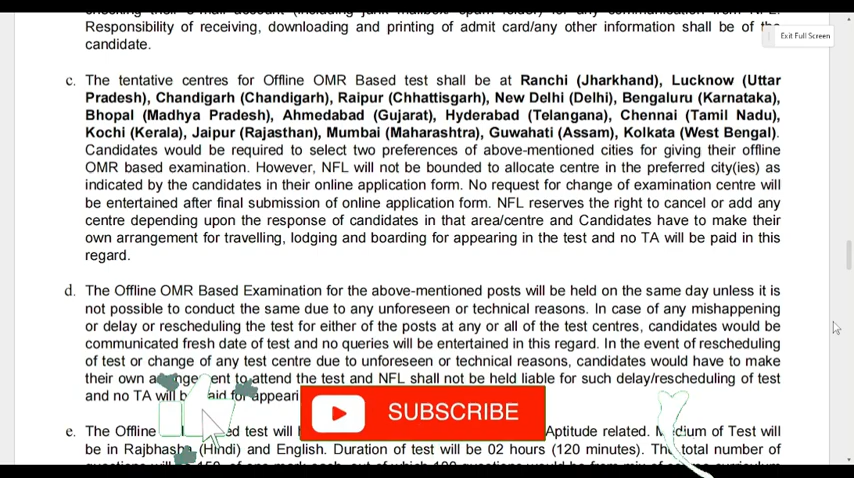 Responsibility of receiving, downloading and printing of admit card/any other information shall be of the
candidate.
Exit Full Screen
c. The tentative centres for Offline OMR Based test shall be at Ranchi (Jharkhand), Lucknow (Uttar
Pradesh), Chandigarh (Chandigarh), Raipur (Chhattisgarh), New Delhi (Delhi), Bengaluru (Karnataka),
Bhopal (Madhya Pradesh), Ahmedabad (Gujarat), Hyderabad (Telangana), Chennai (Tamil Nadu),
Kochi (Kerala), Jaipur (Rajasthan), Mumbai (Maharashtra), Guwahati (Assam), Kolkata (West Bengal).
Candidates would be required to select two preferences of above-mentioned cities for giving their offline
OMR based examination. However, NFL will not be bounded to allocate centre in the preferred city(ies) as
indicated by the candidates in their online application form. No request for change of examination centre will
be entertained after final submission of online application form. NFL reserves the right to cancel or add any
centre depending upon the response of candidates in that area/centre and Candidates have to make their
own arrangement for travelling, lodging and boarding for appearing in the test and no TA will be paid in this
regard.
d. The Offline OMR Based Examination for the above-mentioned posts will be held on the same day unless it is
not possible to conduct the same due to any unforeseen or technical reasons. In case of any mishappening
or delay or rescheduling the test for either of the posts at any or all of the test centres, candidates would be
communicated fresh date of test and no queries will be entertained in this regard. In the event of rescheduling
of test or change of any test centre due to unforeseen or technical reasons, candidates would have to make
their own to attend the test and NFL shall not be held liable for such delay/rescheduling of test
and no TA will for
SUBSCRIBE
e. The Offline test will Aptitude related. Medium of Test will
be in Rajbhasha (Hindi) and English. Duration of test will be 02 hours (120 minutes). The total number of